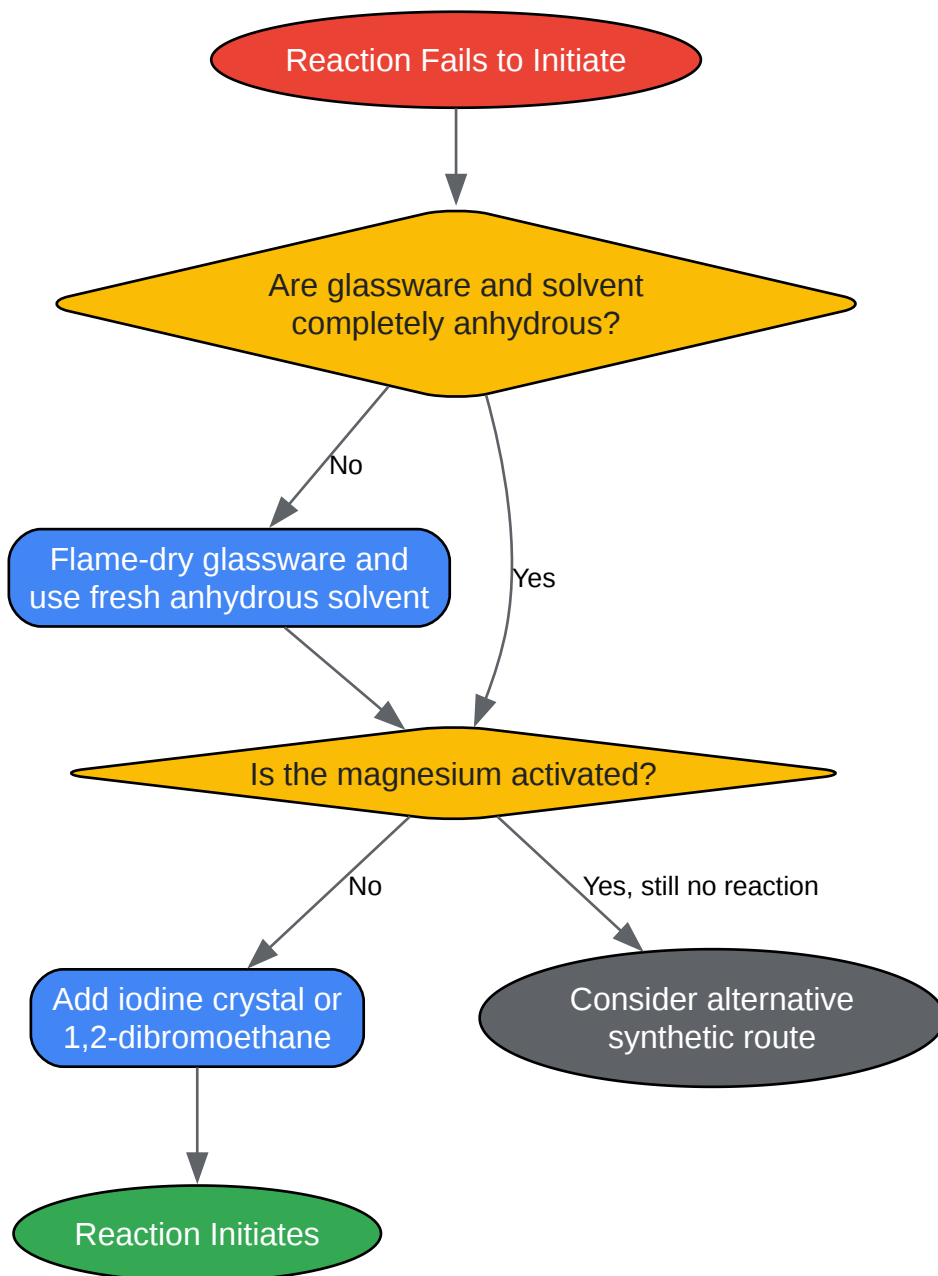 Reaction Fails to Initiate
Are glassware and solvent
completely anhydrous?
No
Flame-dry glassware and
use fresh anhydrous solvent
Yes
Is the magnesium activated?
No
Yes, still no reaction
Add iodine crystal or
1,2-dibromoethane
Consider alternative
synthetic route
Reaction Initiates